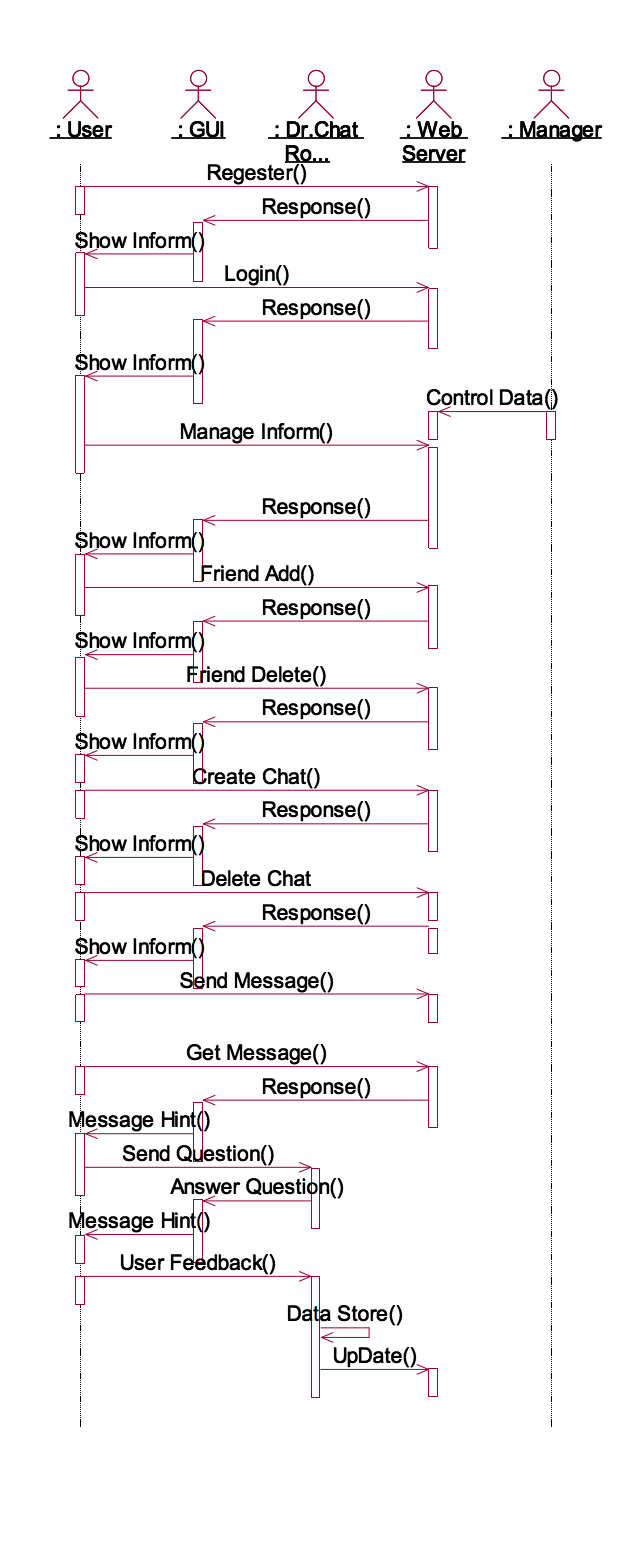 : User
: GUI
: Dr.Chat
Ro...
: Web
Server
: Manager
Regester()
Response()
Show Inform()
Login()
Response()
Show Inform()
Control Data()
Manage Inform()
Response()
Show Inform()
Friend Add()
Response()
Show Inform()
Friend Delete()
Response()
Show Inform()
Create Chat()
Response()
Show Inform()
Delete Chat
Response()
Show Inform()
Send Message()
Get Message()
Response()
Message Hint()
Send Question()
Answer Question()
Message Hint()
User Feedback()
Data Store()
UpDate()